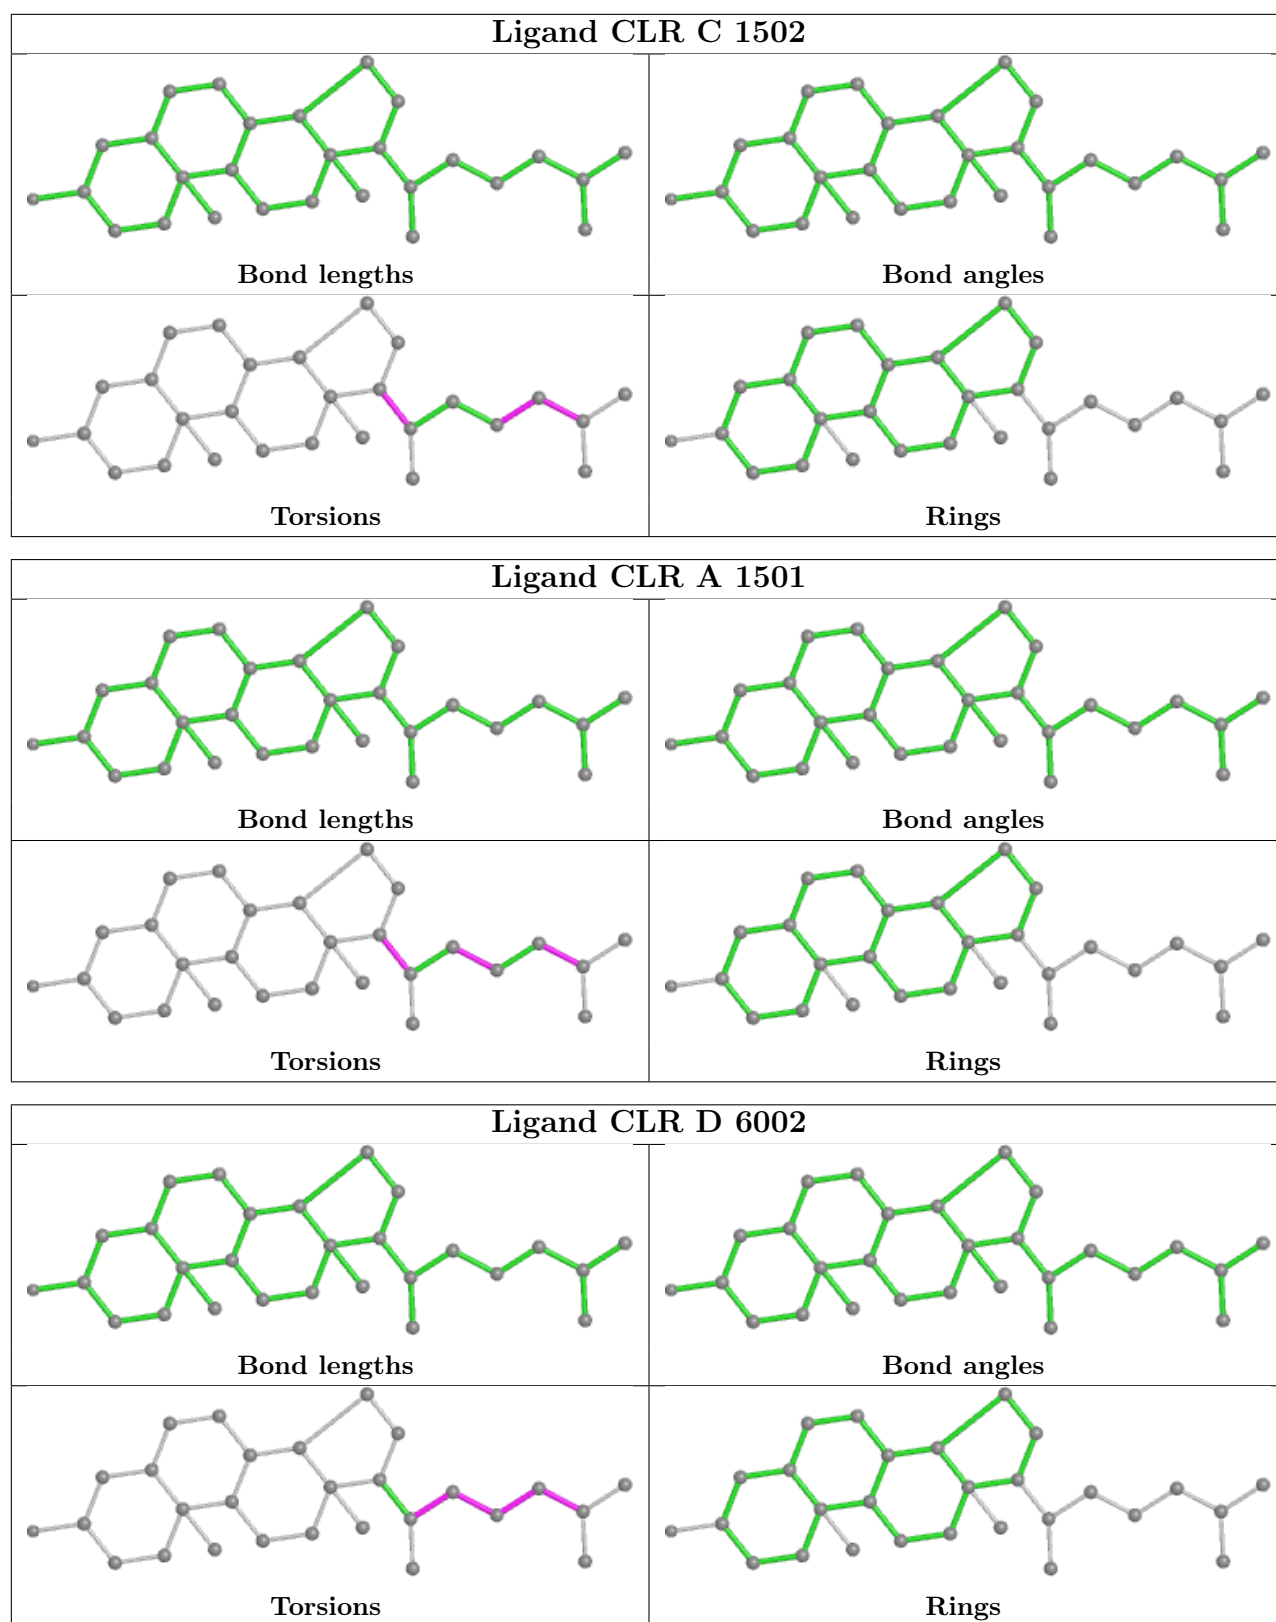 Ligand CLR C 1502
Bond lengths
Bond angles
Torsions
Rings
Ligand CLR A 1501
Bond lengths
Bond angles
Torsions
Rings
Ligand CLR D 6002
Bond lengths
Bond angles
Torsions
Rings